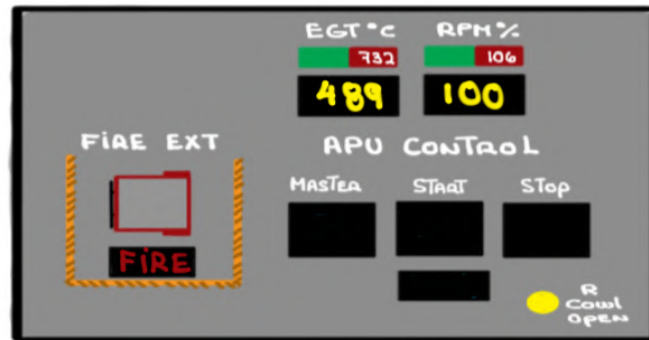 EGT °C
RPM %
732
106
489
100
FIRE EXT
APU CONTROL
MASTER
START
STOP
FIRE
R
Cowl
OPEN